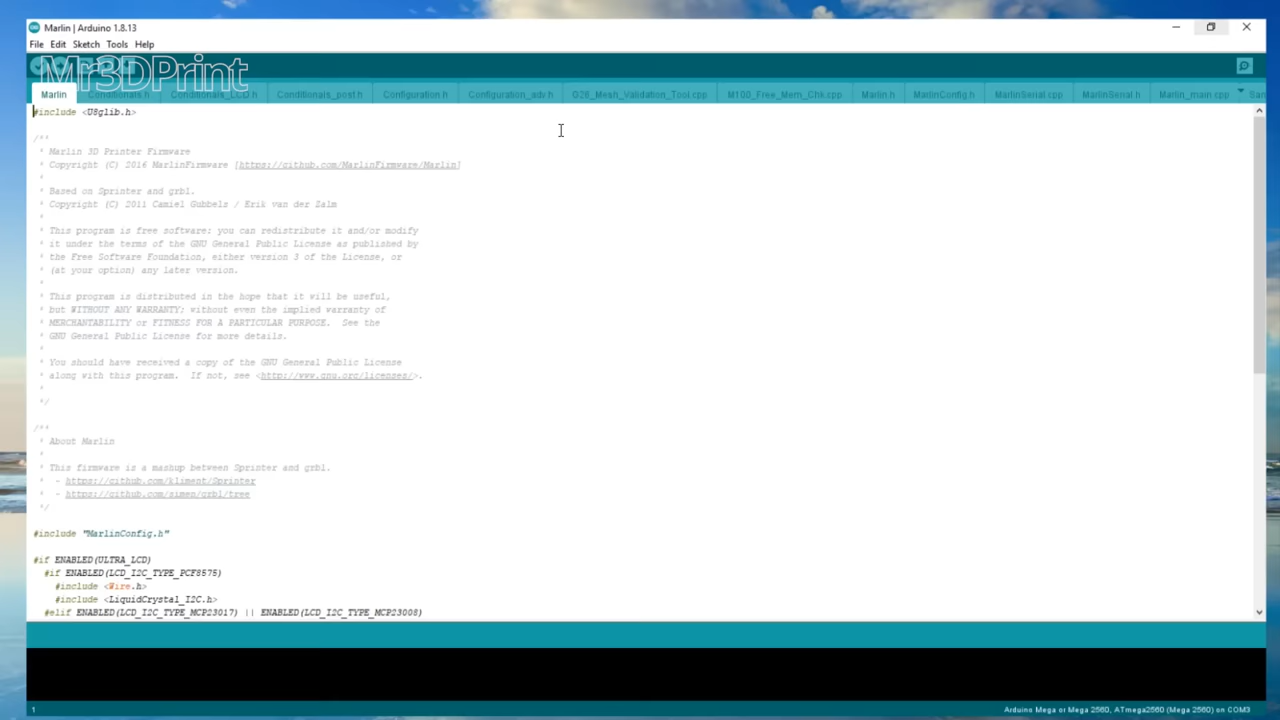 Marlin | Arduino 1.8.13
File Edit Sketch Tools Help
Mr3DPrint
Marlin Conditionals.h Conditionals_LCD.h Conditionals_post.h Configuration.h Configuration_adv.h G26_Mesh_Validation_Tool.cpp M100_Free_Mem_Chk.cpp Marlin.h MarlinConfig.h MarlinSerial.cpp MarlinSerial.h Marlin_main.cpp San
#include <U8glib.h>
/**
* Marlin 3D Printer Firmware
* Copyright (C) 2016 MarlinFirmware [https://github.com/MarlinFirmware/Marlin]
*
* Based on Sprinter and grbl.
* Copyright (C) 2011 Camiel Gubbels / Erik van der Zalm
*
* This program is free software: you can redistribute it and/or modify
* it under the terms of the GNU General Public License as published by
* the Free Software Foundation, either version 3 of the License, or
* (at your option) any later version.
*
* This program is distributed in the hope that it will be useful,
* but WITHOUT ANY WARRANTY; without even the implied warranty of
* MERCHANTABILITY or FITNESS FOR A PARTICULAR PURPOSE.  See the
* GNU General Public License for more details.
*
* You should have received a copy of the GNU General Public License
* along with this program.  If not, see <http://www.gnu.org/licenses/>.
*
*/
/**
* About Marlin
*
* This firmware is a mashup between Sprinter and grbl.
*  - https://github.com/kliment/Sprinter
*  - https://github.com/simen/grbl/tree
*/
#include "MarlinConfig.h"
#if ENABLED(ULTRA_LCD)
#if ENABLED(LCD_I2C_TYPE_PCF8575)
#include <Wire.h>
#include <LiquidCrystal_I2C.h>
#elif ENABLED(LCD_I2C_TYPE_MCP23017) || ENABLED(LCD_I2C_TYPE_MCP23008)
1 Arduino Mega or Mega 2560, ATmega2560 (Mega 2560) on COM3